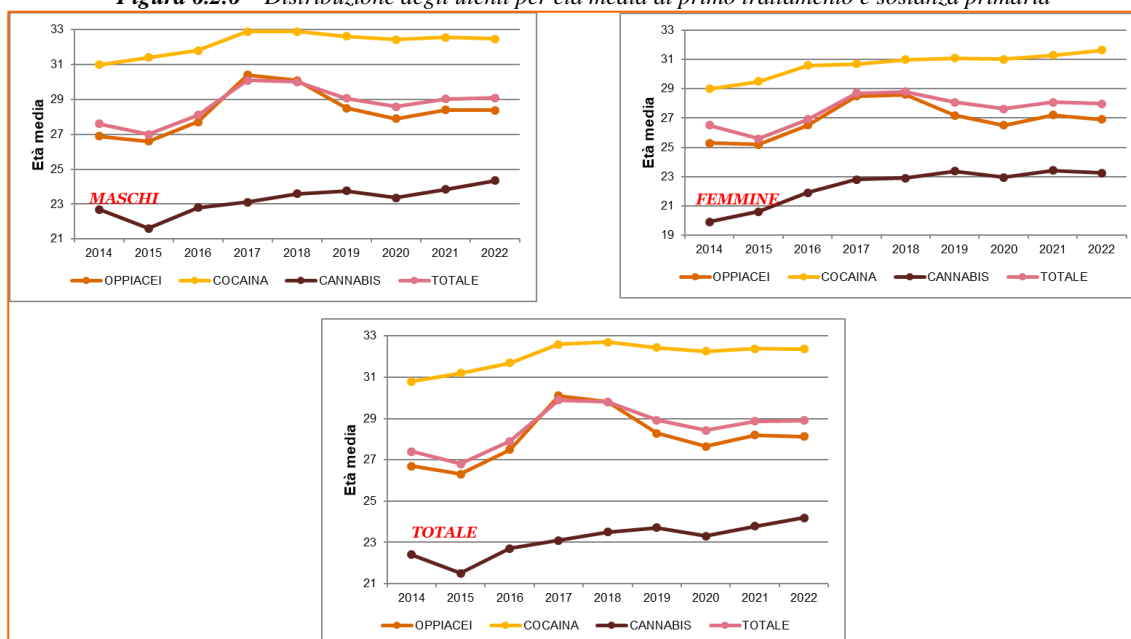 Figura 6.2.6 Distribuzione degli utenti per età media di primo trattamento e sostanza primaria
33
31
29
27
25
23
21
Età media
MASCHI
2014 2015 2016 2017 2018 2019 2020 2021 2022
OPPIACEI COCAINA CANNABIS TOTALE
33
31
29
27
25
23
21
19
Età media
FEMMINE
2014 2015 2016 2017 2018 2019 2020 2021 2022
OPPIACEI COCAINA CANNABIS TOTALE
33
31
29
27
25
23
21
Età media
TOTALE
2014 2015 2016 2017 2018 2019 2020 2021 2022
OPPIACEI COCAINA CANNABIS TOTALE